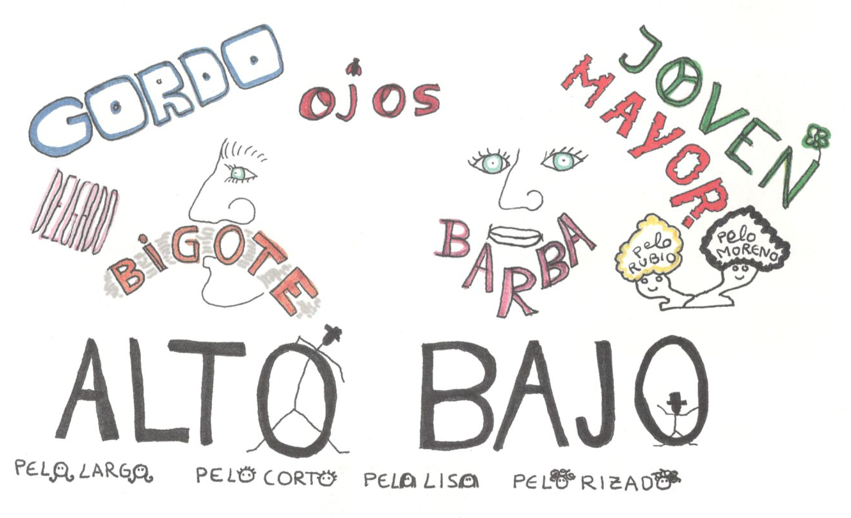 GORDO
OJOS
JOVEN
MAYOR
DELGADO
BIGOTE
BARBA
PELO RUBIO
PELO MORENO
ALTO BAJO
PELO LARGO PELO CORTO PELO LISO PELO RIZADO